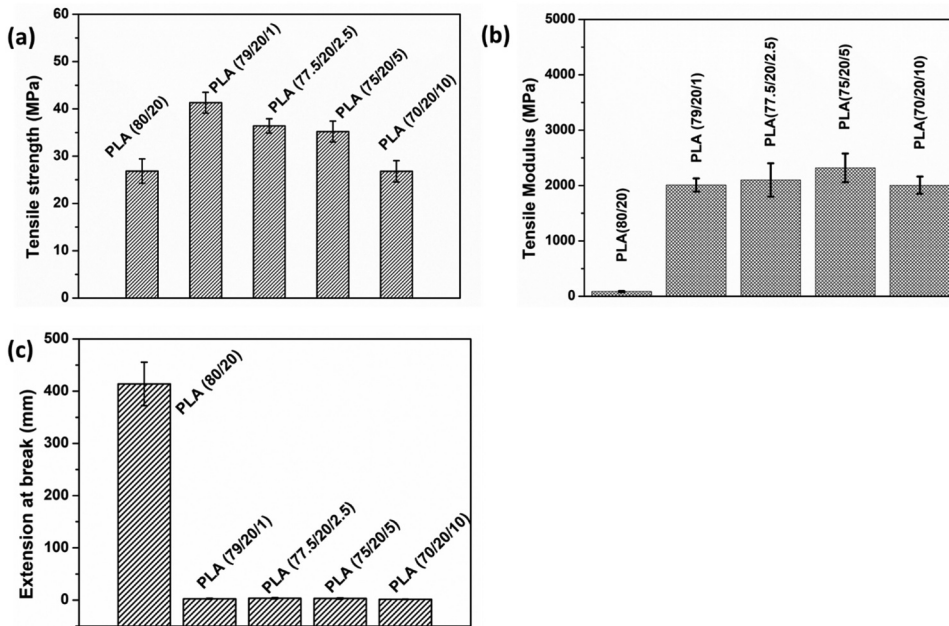 (a)
Tensile strength (MPa)
60
50
40
30
20
10
0
PLA (80/20)
PLA (79/20/1)
PLA (77.5/20/2.5)
PLA (75/20/5)
PLA (70/20/10)
(b)
Tensile Modulus (MPa)
5000
4000
3000
2000
1000
0
PLA(80/20)
PLA (79/20/1)
PLA(77.5/20/2.5)
PLA(75/20/5)
PLA(70/20/10)
(c)
Extension at break (mm)
500
400
300
200
100
0
PLA (80/20)
PLA (79/20/1)
PLA (77.5/20/2.5)
PLA (75/20/5)
PLA (70/20/10)